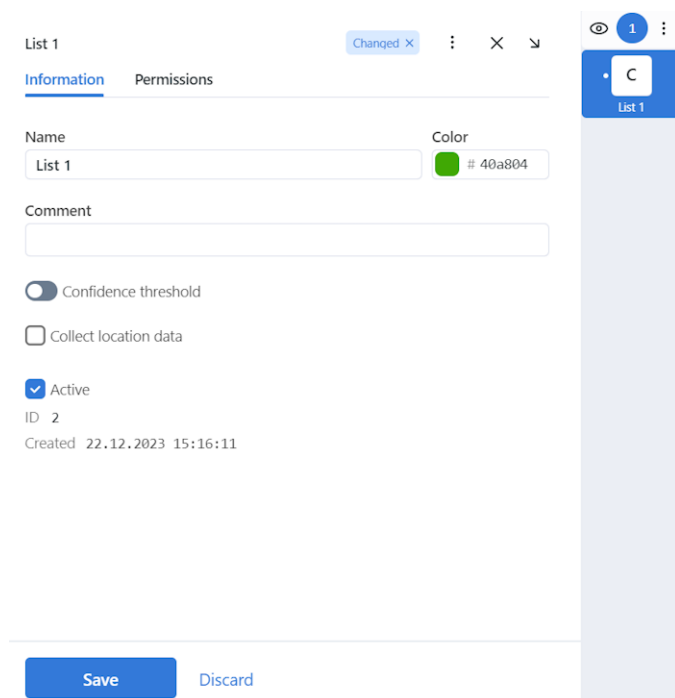 List 1
Changed ×
1
Information Permissions
C
List 1
Name
Color
List 1
# 40a804
Comment
Confidence threshold
Collect location data
Active
ID 2
Created 22.12.2023 15:16:11
Save Discard